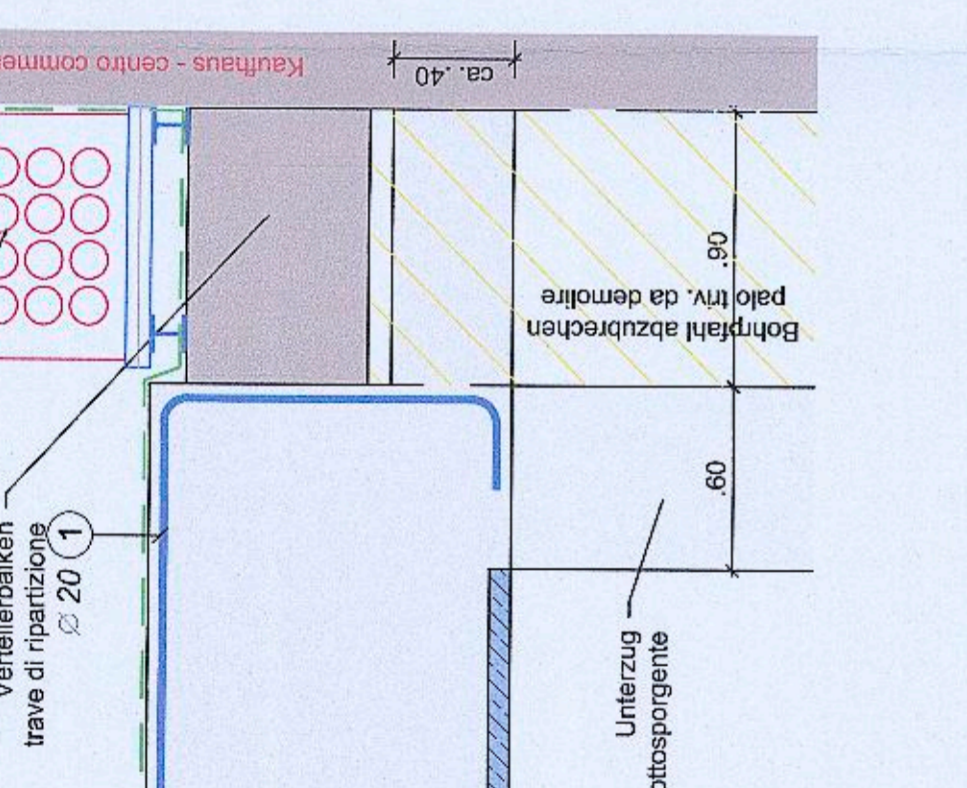 Kaufhaus - centro comme
ca. .40
.90
Bohrpfahl abzubrechen
palo triv. da demolire
.60
Verteilerbalken
trave di ripartizione
∅ 20 1
Unterzug
ottosporgente